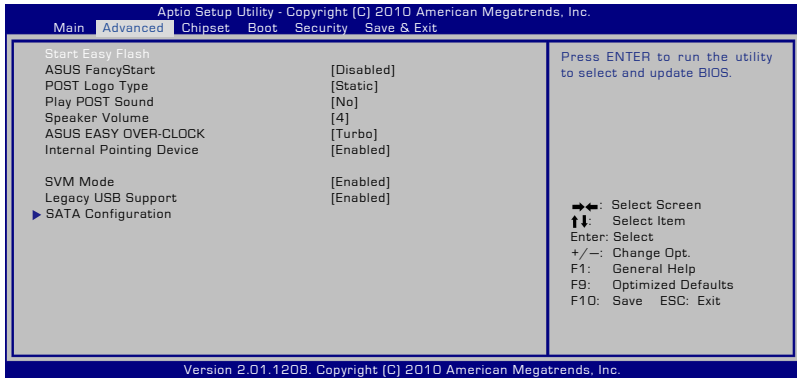 Aptio Setup Utility - Copyright (C) 2010 American Megatrends, Inc.
Main Advanced Chipset Boot Security Save & Exit
Start Easy Flash
ASUS FancyStart [Disabled]
POST Logo Type [Static]
Play POST Sound [No]
Speaker Volume [4]
ASUS EASY OVER-CLOCK [Turbo]
Internal Pointing Device [Enabled]
SVM Mode [Enabled]
Legacy USB Support [Enabled]
SATA Configuration
Press ENTER to run the utility
to select and update BIOS.
→←: Select Screen
↑↓: Select Item
Enter: Select
+/—: Change Opt.
F1: General Help
F9: Optimized Defaults
F10: Save ESC: Exit
Version 2.01.1208. Copyright (C) 2010 American Megatrends, Inc.